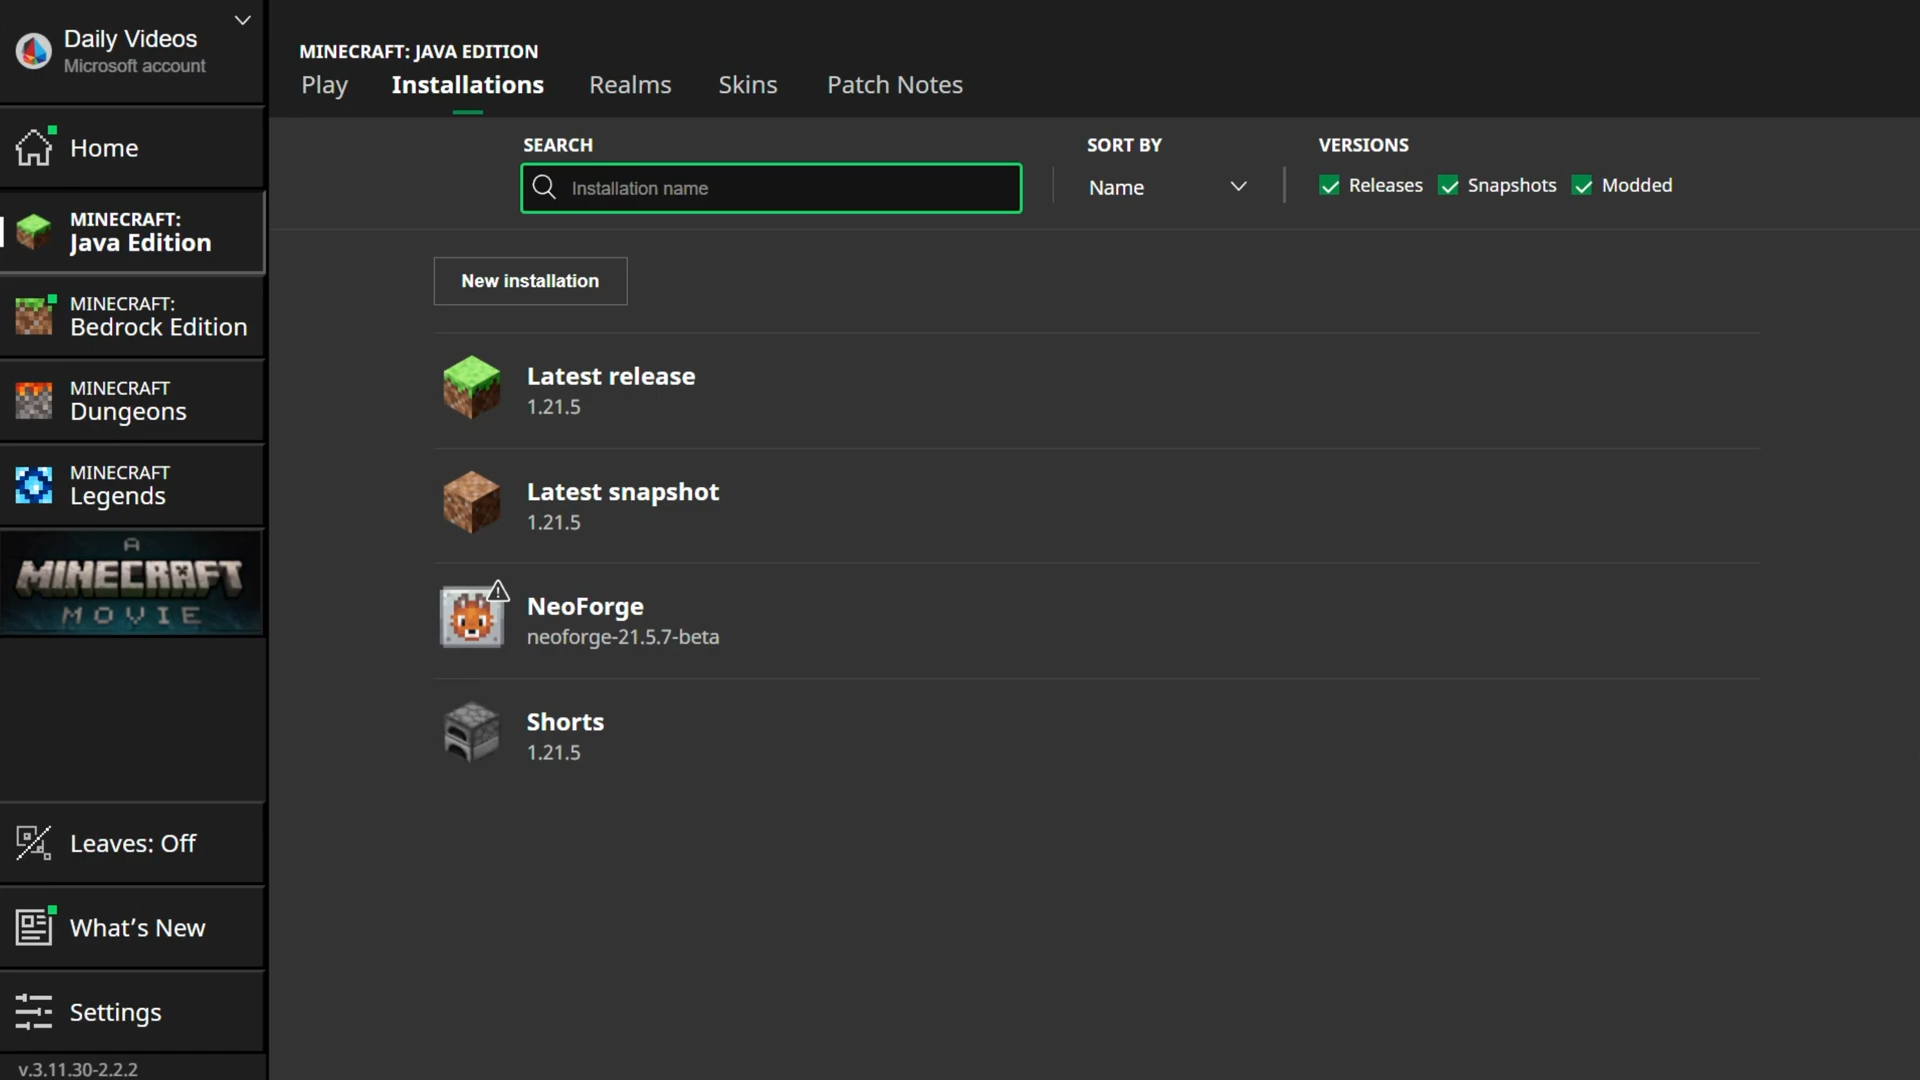 Daily Videos
Microsoft account
Home
MINECRAFT:
Java Edition
MINECRAFT:
Bedrock Edition
MINECRAFT
Dungeons
MINECRAFT
Legends
A
MINECRAFT
MOVIE
Leaves: Off
What's New
Settings
v.3.11.30-2.2.2
MINECRAFT: JAVA EDITION
Play Installations Realms Skins Patch Notes
SEARCH SORT BY VERSIONS
Installation name Name Releases Snapshots Modded
New installation
Latest release
1.21.5
Latest snapshot
1.21.5
NeoForge
neoforge-21.5.7-beta
Shorts
1.21.5